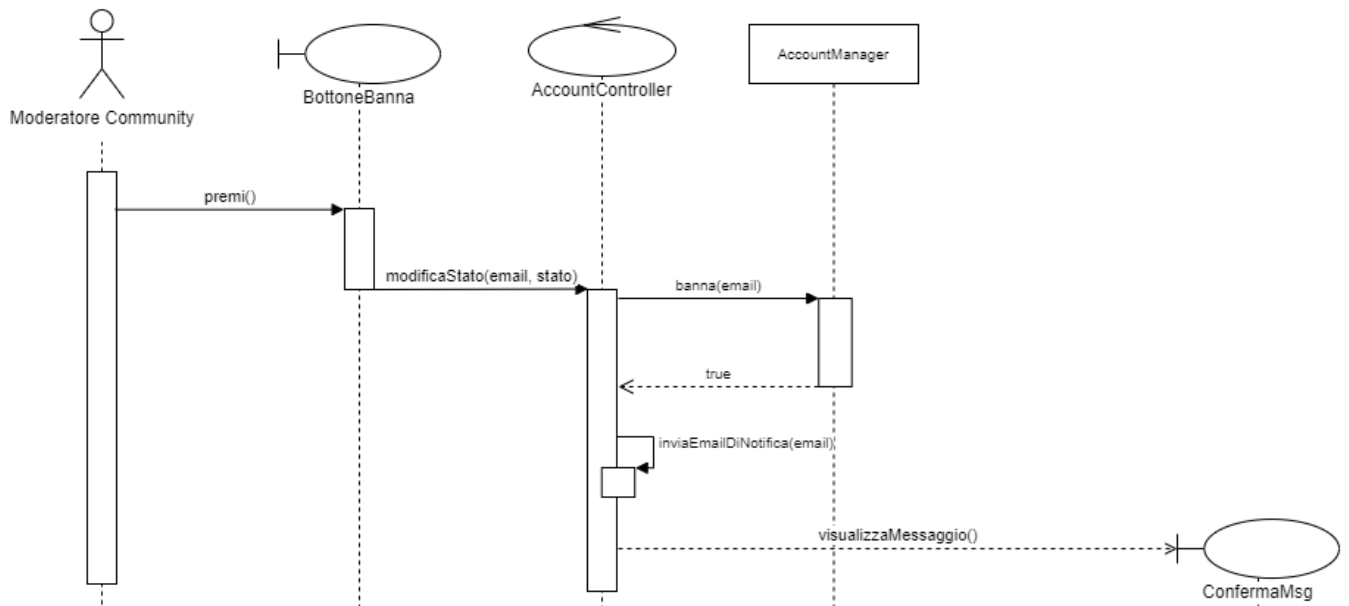 AccountManager
BottoneBanna
AccountController
Moderatore Community
premi()
modificaStato(email, stato)
banna(email)
true
inviaEmailDiNotifica(email)
visualizzaMessaggio()
ConfermaMsg